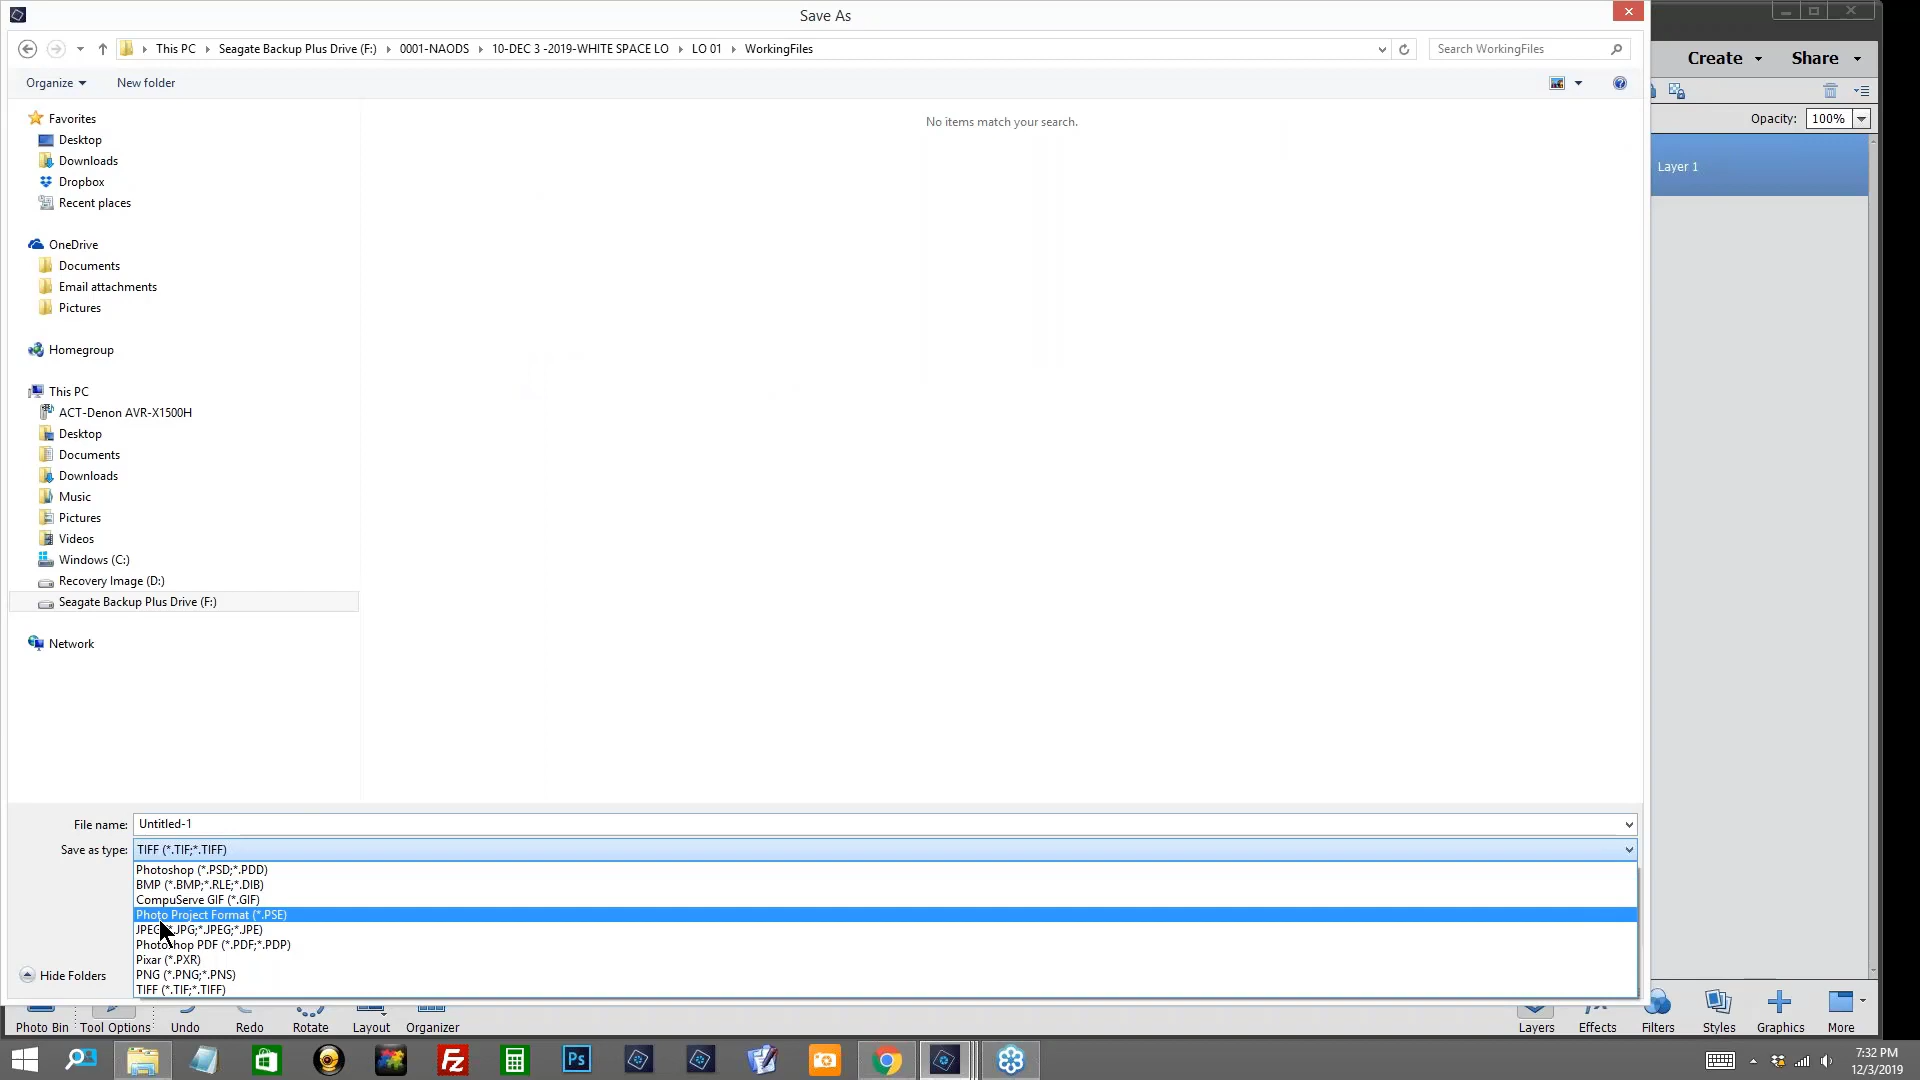 Save As
This PC Seagate Backup Plus Drive (F:) 0001-NAODS 10-DEC 3 -2019-WHITE SPACE LO LO 01 WorkingFiles
Search WorkingFiles
Create Share
Organize New folder
Opacity: 100%
No items match your search.
Layer 1
Favorites
Desktop
Downloads
Dropbox
Recent places
OneDrive
Documents
Email attachments
Pictures
Homegroup
This PC
ACT-Denon AVR-X1500H
Desktop
Documents
Downloads
Music
Pictures
Videos
Windows (C:)
Recovery Image (D:)
Seagate Backup Plus Drive (F:)
Network
File name: Untitled-1
Save as type: TIFF (*.TIF;*.TIFF)
Photoshop (*.PSD;*.PDD)
BMP (*.BMP;*.RLE;*.DIB)
CompuServe GIF (*.GIF)
Photo Project Format (*.PSE)
JPEG (*.JPG;*.JPEG;*.JPE)
Photoshop PDF (*.PDF;*.PDP)
Pixar (*.PXR)
PNG (*.PNG;*.PNS)
TIFF (*.TIF;*.TIFF)
Hide Folders
Photo Bin Tool Options Undo Redo Rotate Layout Organizer Layers Effects Filters Styles Graphics More
Fz Ps
7:32 PM
12/3/2019